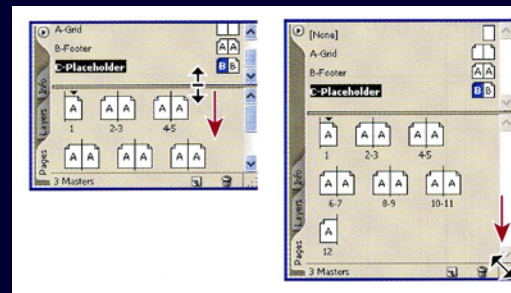 A-Grid
B-Footer
A A
C-Placeholder
B B
Info
Layers
Pages
A
A A
A A
1
2-3
4-5
A A
A A
A A
3 Masters
[None]
A-Grid
B-Footer
A A
C-Placeholder
B B
Info
Layers
Pages
A
A A
A A
1
2-3
4-5
A A
A A
A A
6-7
8-9
10-11
A
12
3 Masters